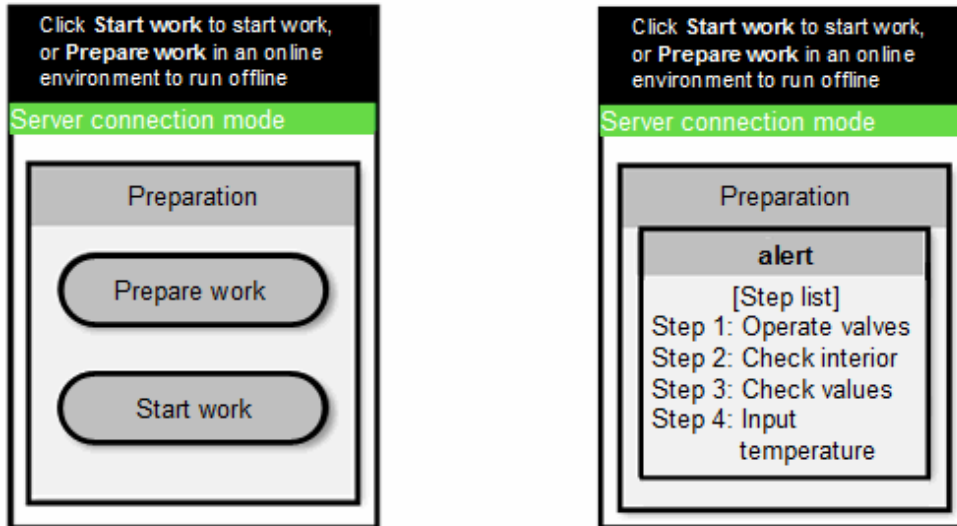 Click Start work to start work,
or Prepare work in an online
environment to run offline
Server connection mode
Preparation
Prepare work
Start work
Click Start work to start work,
or Prepare work in an online
environment to run offline
Server connection mode
Preparation
alert
[Step list]
Step 1: Operate valves
Step 2: Check interior
Step 3: Check values
Step 4: Input
temperature